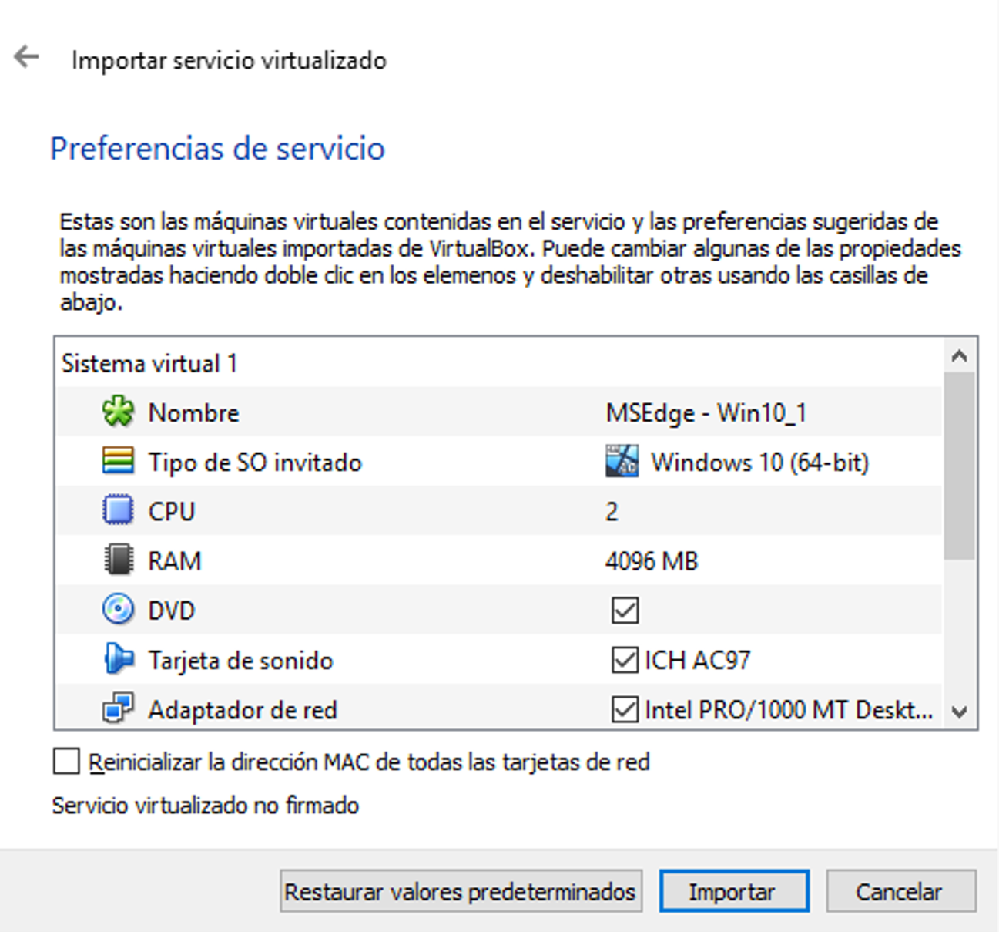 Importar servicio virtualizado
Preferencias de servicio
Estas son las máquinas virtuales contenidas en el servicio y las preferencias sugeridas de
las máquinas virtuales importadas de VirtualBox. Puede cambiar algunas de las propiedades
mostradas haciendo doble clic en los elemenos y deshabilitar otras usando las casillas de
abajo.
Sistema virtual 1
Nombre MSEdge - Win10_1
Tipo de SO invitado Windows 10 (64-bit)
CPU 2
RAM 4096 MB
DVD
Tarjeta de sonido ICH AC97
Adaptador de red Intel PRO/1000 MT Deskt...
Reinicializar la dirección MAC de todas las tarjetas de red
Servicio virtualizado no firmado
Restaurar valores predeterminados Importar Cancelar